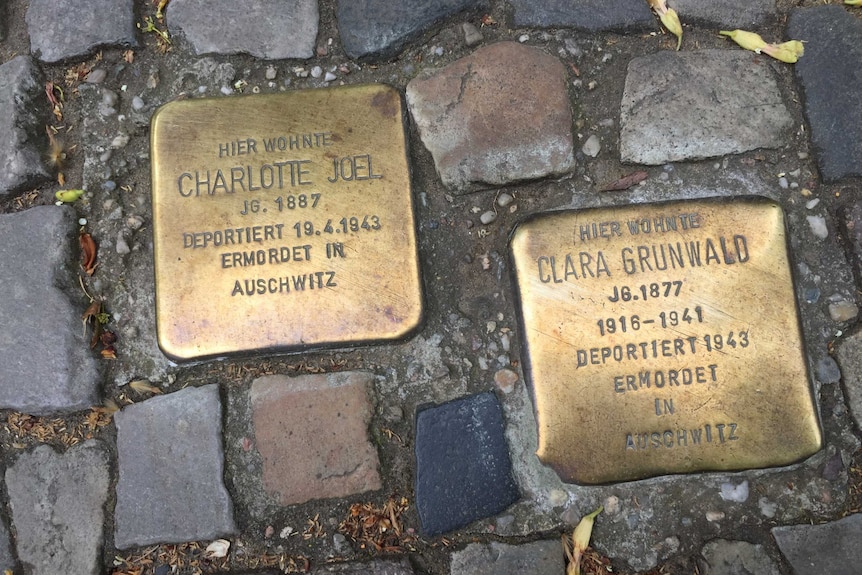 HIER WOHNTE
CHARLOTTE JOEL
JG. 1887
DEPORTIERT 19.4.1943
ERMORDET IN
AUSCHWITZ
HIER WOHNTE
CLARA GRUNWALD
JG. 1877
1916-1941
DEPORTIERT 1943
ERMORDET
IN
AUSCHWITZ